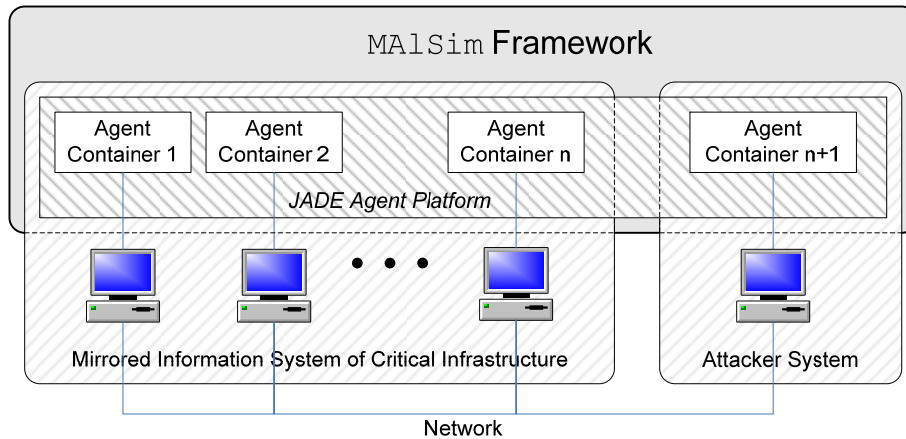 MAlSim Framework
Agent
Container 1
Agent
Container 2
Agent
Container n
Agent
Container n+1
JADE Agent Platform
Mirrored Information System of Critical Infrastructure
Attacker System
Network